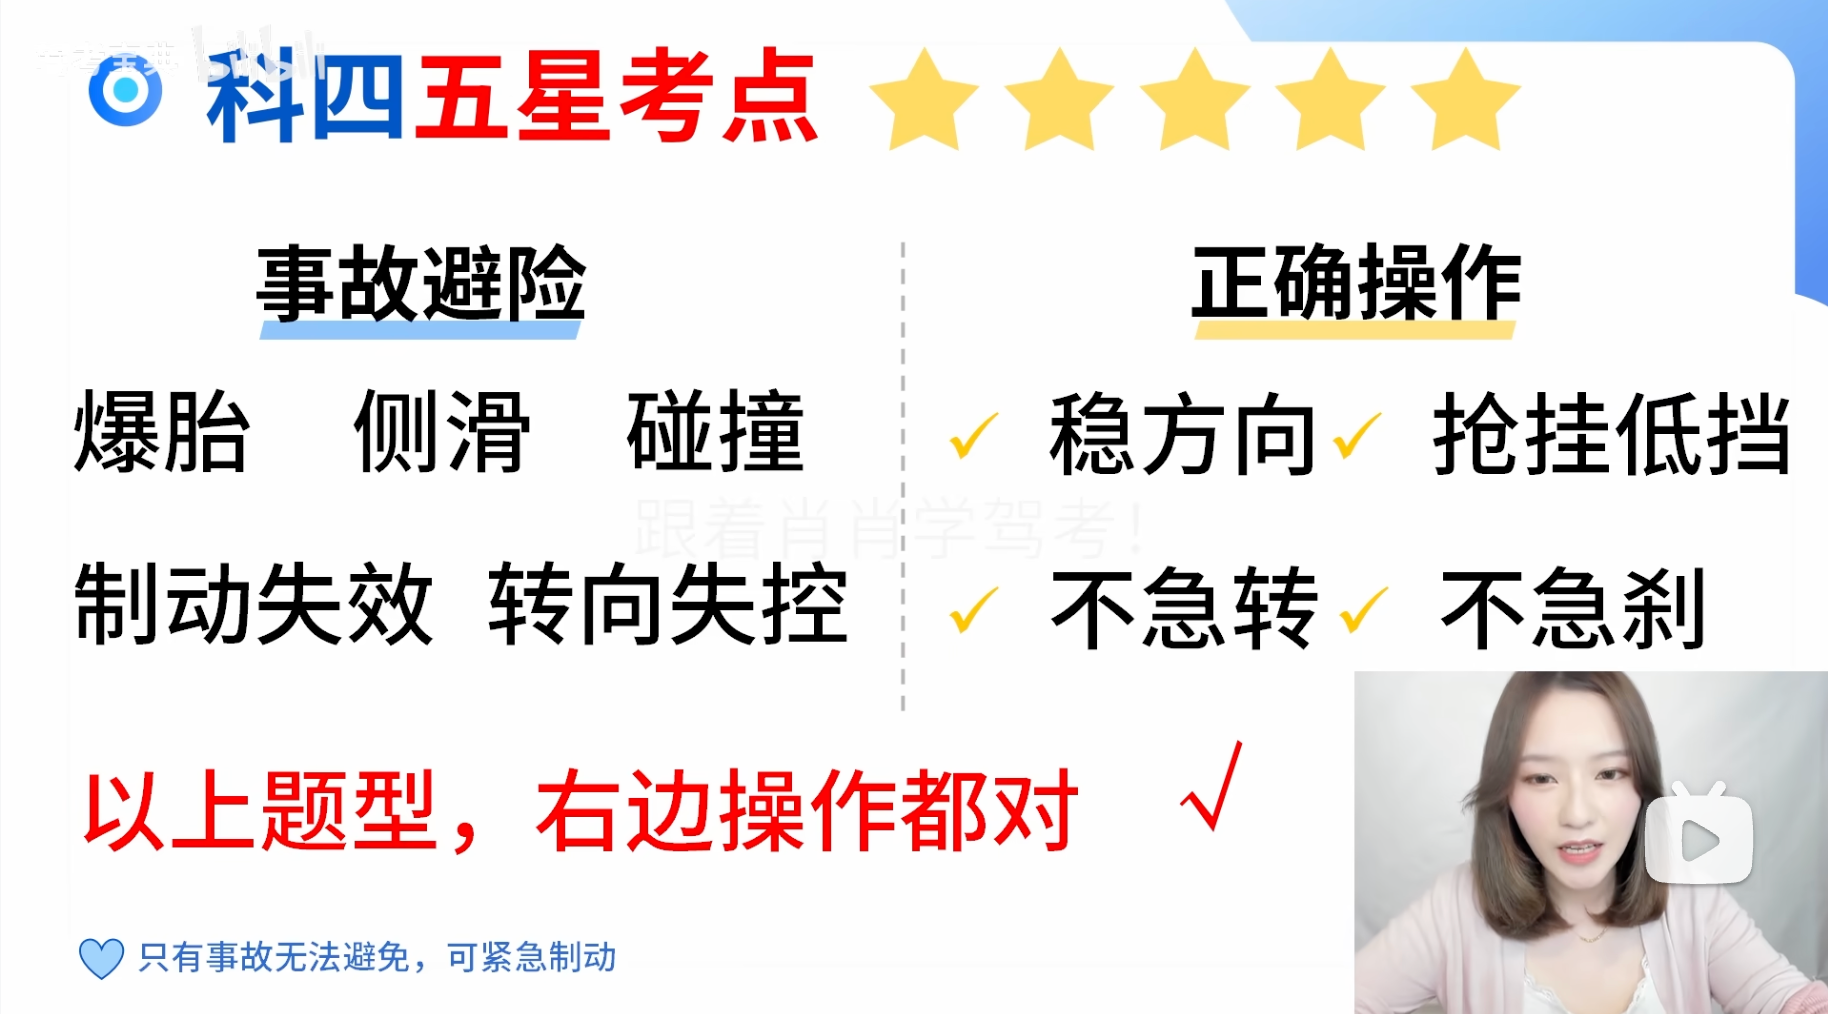 科四五星考点
事故避险
正确操作
爆胎 侧滑 碰撞
✓ 稳方向 ✓ 抢挂低挡
跟着肖肖学驾考！
制动失效 转向失控
✓ 不急转 ✓ 不急刹
以上题型，右边操作都对 √
只有事故无法避免，可紧急制动